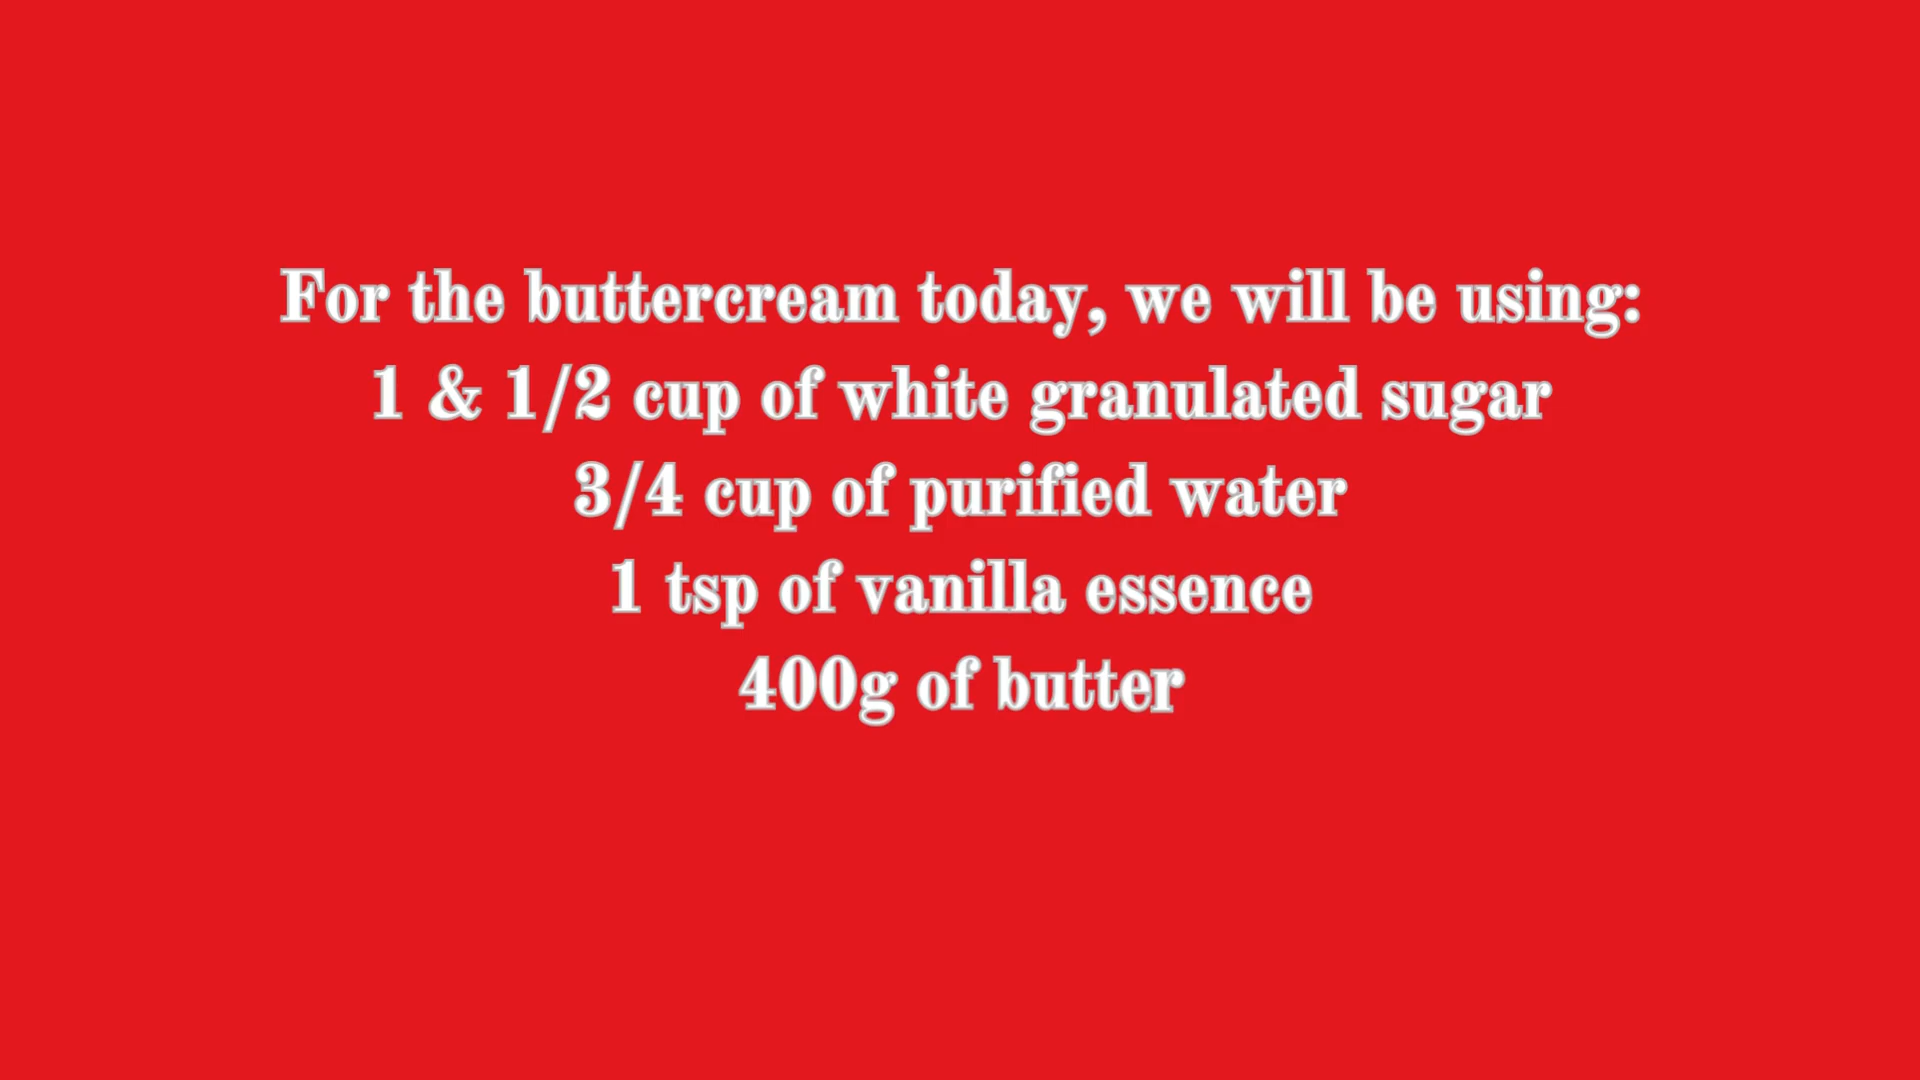 For the buttercream today, we will be using:
1 & 1/2 cup of white granulated sugar
3/4 cup of purified water
1 tsp of vanilla essence
400g of butter